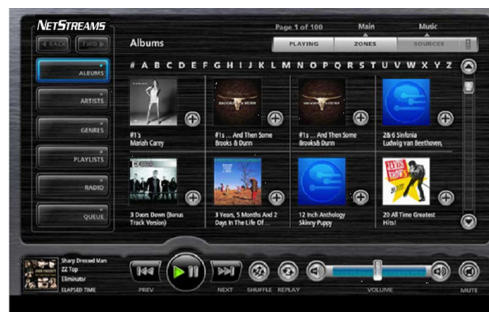 NETSTREAMS
Page 1 of 100
Main
Music
◄ BACK
FWD ►
Albums
PLAYING
ZONES
SOURCES
# A B C D E F G H I J K L M N O P Q R S T U V W X Y Z
ALBUMS
ARTISTS
GENRES
PLAYLISTS
RADIO
QUEUE
#1's
Mariah Carey
#1s ... And Then Some
Brooks & Dunn
#1s ... And Then Some
Brooks& Dunn
2&6 Sinfonia
Ludwig van Beethoven,
3 Doors Down (Bonus
Track Version)
3 Years, 5 Months And 2
Days In The Life Of ...
12 Inch Anthology
Skinny Puppy
20 All Time Greatest
Hits!
Sharp Dressed Man
ZZ Top
Eliminator
ELAPSED TIME
PREV
NEXT
SHUFFLE
REPLAY
VOLUME
MUTE